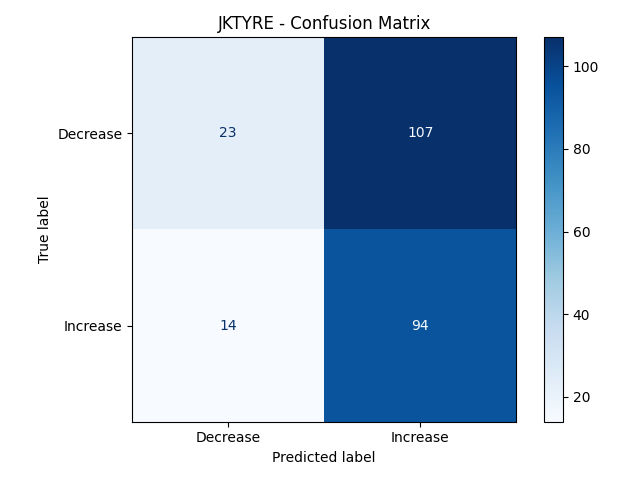 JKTYRE - Confusion Matrix
True label
Decrease
23
107
Increase
14
94
Decrease
Increase
Predicted label
100
80
60
40
20